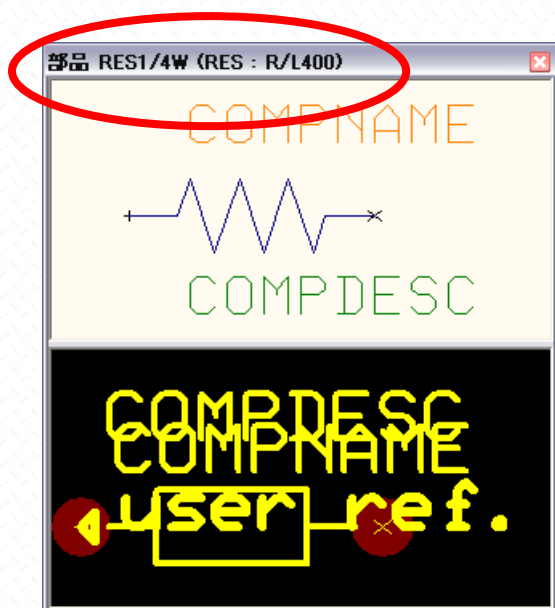 部品 RES1/4W (RES : R/L400)
COMPNAME
COMPDESC
COMPDESC
COMPNAME
user ref.